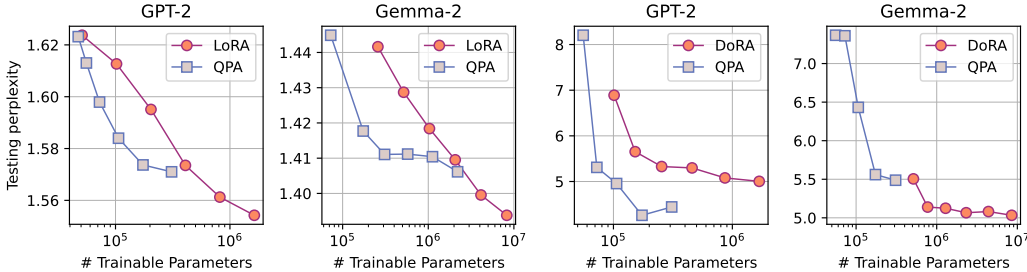 GPT-2
Gemma-2
GPT-2
Gemma-2
Testing perplexity
1.62
1.60
1.58
1.56
LoRA
QPA
10^5
10^6
# Trainable Parameters
1.44
1.43
1.42
1.41
1.40
LoRA
QPA
10^5
10^6
10^7
# Trainable Parameters
8
7
6
5
DoRA
QPA
10^5
10^6
# Trainable Parameters
7.0
6.5
6.0
5.5
5.0
DoRA
QPA
10^5
10^6
10^7
# Trainable Parameters